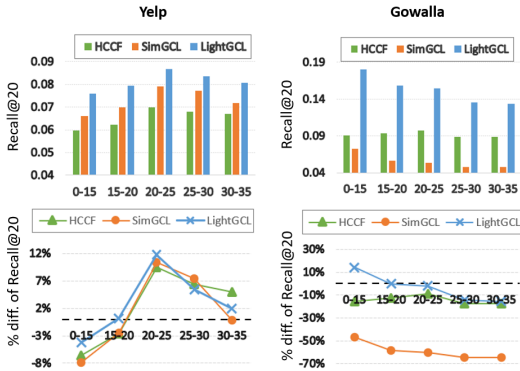 Yelp
HCCF SimGCL LightGCL
Recall@20
0.09
0.08
0.07
0.06
0.05
0.04
0-15 15-20 20-25 25-30 30-35
Gowalla
HCCF SimGCL LightGCL
Recall@20
0.19
0.14
0.09
0.04
0-15 15-20 20-25 25-30 30-35
HCCF SimGCL LightGCL
% diff. of Recall@20
12%
7%
2%
-3%
-8%
0-15 15-20 20-25 25-30 30-35
HCCF SimGCL LightGCL
% diff. of Recall@20
30%
10%
-10%
-30%
-50%
-70%
0-15 15-20 20-25 25-30 30-35